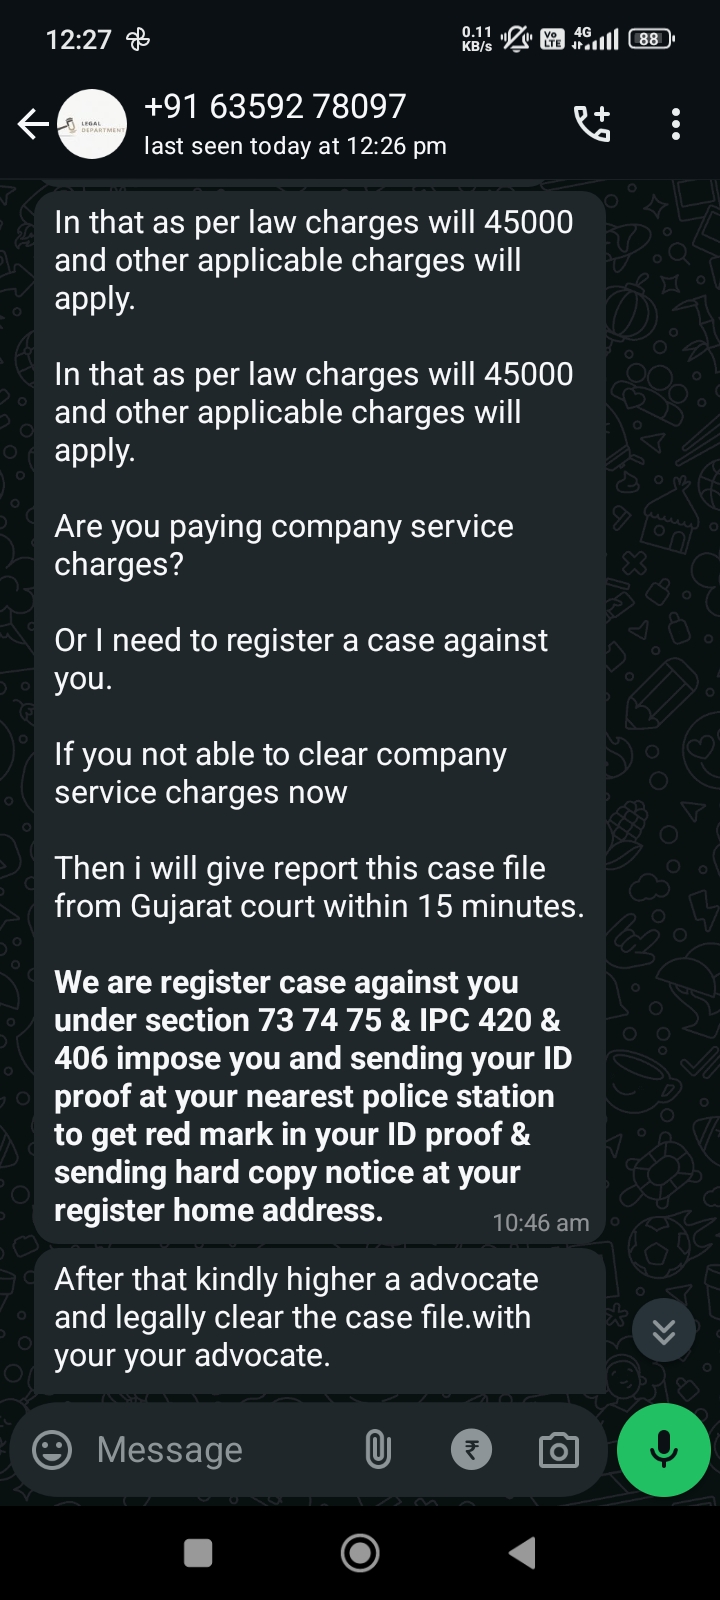 12:27
0.11 KB/s
Vo LTE
4G
88
LEGAL
DEPARTMENT
+91 63592 78097
last seen today at 12:26 pm
In that as per law charges will 45000
and other applicable charges will
apply.
In that as per law charges will 45000
and other applicable charges will
apply.
Are you paying company service
charges?
Or I need to register a case against
you.
If you not able to clear company
service charges now
Then i will give report this case file
from Gujarat court within 15 minutes.
We are register case against you
under section 73 74 75 & IPC 420 &
406 impose you and sending your ID
proof at your nearest police station
to get red mark in your ID proof &
sending hard copy notice at your
register home address.
10:46 am
After that kindly higher a advocate
and legally clear the case file.with
your your advocate.
Message
₹